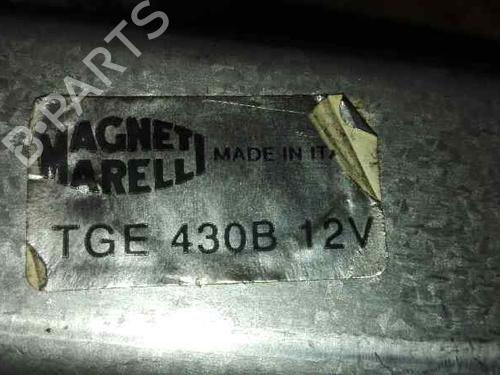 B-PARTS
MAGNETI
MARELLI
MADE IN ITA
TGE 430B 12V